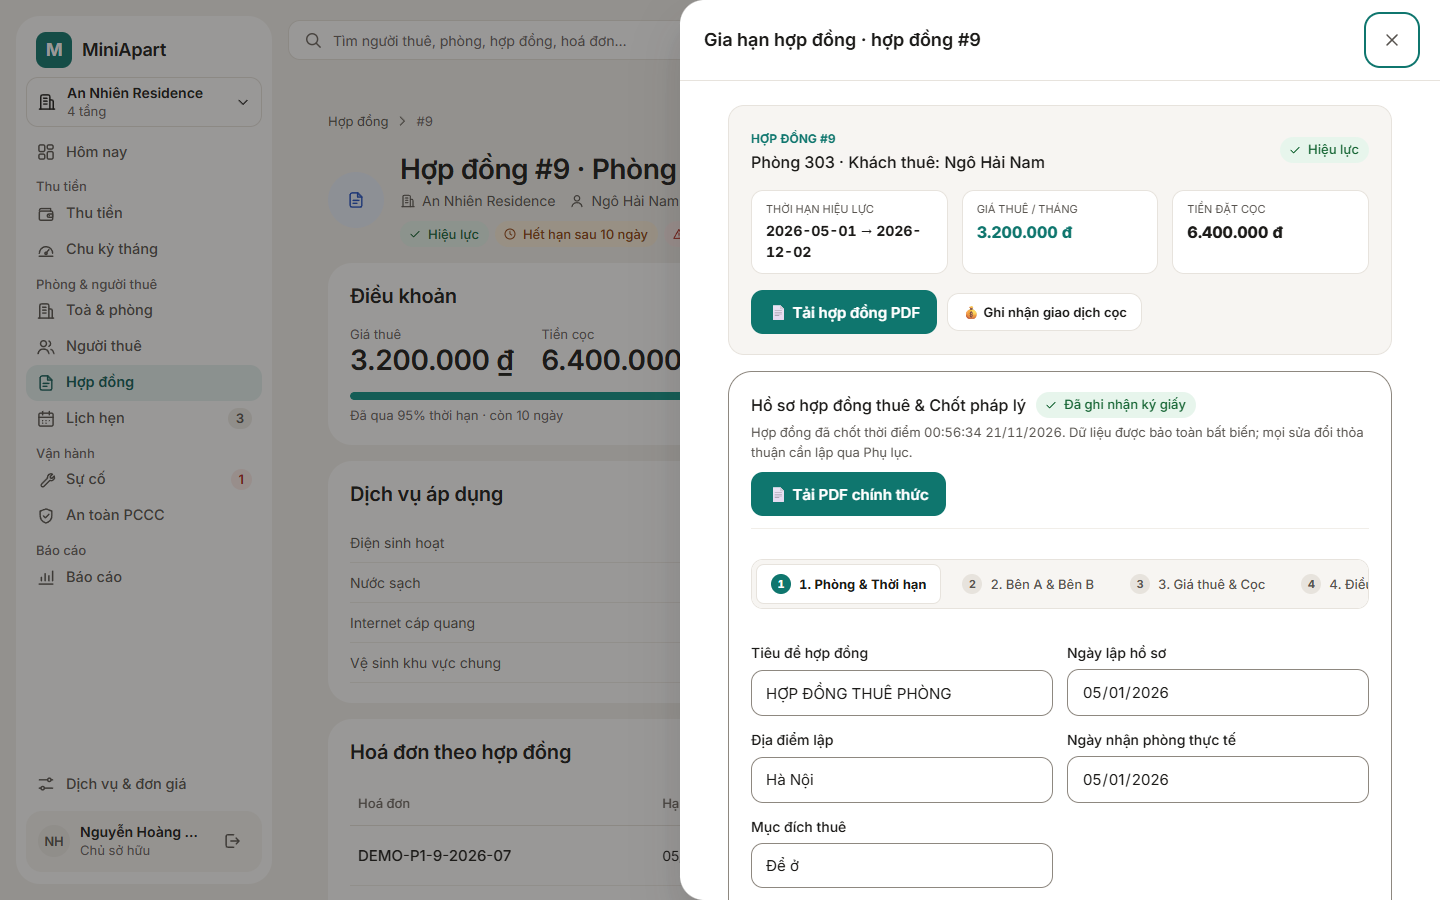 MiniApart
An Nhiên Residence
4 tầng
Hôm nay
Thu tiền
Thu tiền
Chu kỳ tháng
Phòng & người thuê
Toà & phòng
Người thuê
Hợp đồng
Lịch hẹn
3
Vận hành
Sự cố
1
An toàn PCCC
Báo cáo
Báo cáo
Dịch vụ & đơn giá
NH
Nguyễn Hoàng ...
Chủ sở hữu
Tìm người thuê, phòng, hợp đồng, hoá đơn...
Hợp đồng > #9
Hợp đồng #9 · Phòng
An Nhiên Residence
Ngô Hải Nam
Hiệu lực
Hết hạn sau 10 ngày
Điều khoản
Giá thuê
Tiền cọc
3.200.000 ₫
6.400.000
Đã qua 95% thời hạn · còn 10 ngày
Dịch vụ áp dụng
Điện sinh hoạt
Nước sạch
Internet cáp quang
Vệ sinh khu vực chung
Hoá đơn theo hợp đồng
Hoá đơn
Hạ
DEMO-P1-9-2026-07
05
Gia hạn hợp đồng · hợp đồng #9
HỢP ĐỒNG #9
Phòng 303 · Khách thuê: Ngô Hải Nam
Hiệu lực
THỜI HẠN HIỆU LỰC
2026-05-01 → 2026-
12-02
GIÁ THUÊ / THÁNG
3.200.000 đ
TIỀN ĐẶT CỌC
6.400.000 đ
Tải hợp đồng PDF
Ghi nhận giao dịch cọc
Hồ sơ hợp đồng thuê & Chốt pháp lý
Đã ghi nhận ký giấy
Hợp đồng đã chốt thời điểm 00:56:34 21/11/2026. Dữ liệu được bảo toàn bất biến; mọi sửa đổi thỏa
thuận cần lập qua Phụ lục.
Tải PDF chính thức
1 1. Phòng & Thời hạn
2 2. Bên A & Bên B
3 3. Giá thuê & Cọc
4 4. Điều
Tiêu đề hợp đồng
Ngày lập hồ sơ
HỢP ĐỒNG THUÊ PHÒNG
05/01/2026
Địa điểm lập
Ngày nhận phòng thực tế
Hà Nội
05/01/2026
Mục đích thuê
Để ở